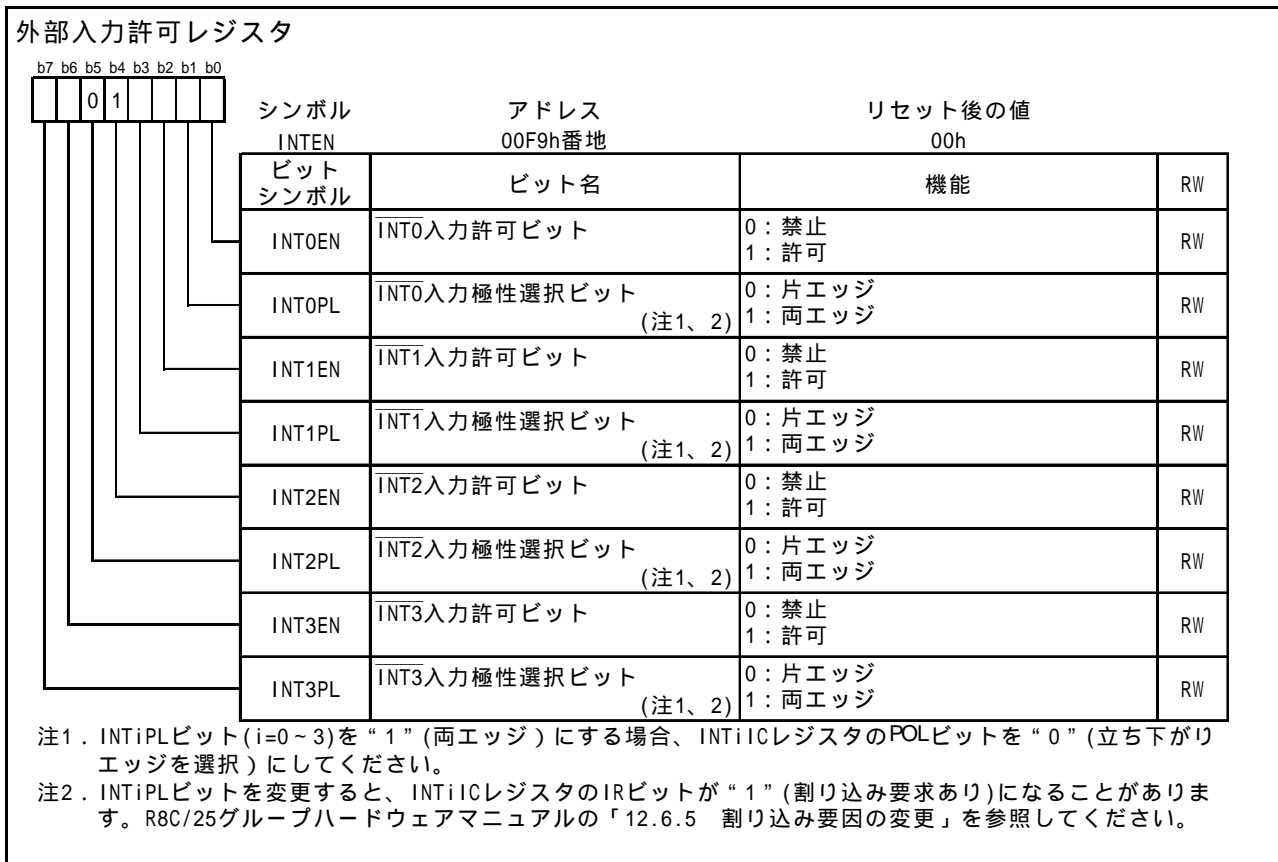 外部入力許可レジスタ
b7 b6 b5 b4 b3 b2 b1 b0
0 1
シンボル アドレス リセット後の値
INTEN 00F9h番地 00h
ビット
シンボル ビット名 機能 RW
INT0EN INT0入力許可ビット 0:禁止
1:許可 RW
INT0PL INT0入力極性選択ビット
(注1、2) 0:片エッジ
1:両エッジ RW
INT1EN INT1入力許可ビット 0:禁止
1:許可 RW
INT1PL INT1入力極性選択ビット
(注1、2) 0:片エッジ
1:両エッジ RW
INT2EN INT2入力許可ビット 0:禁止
1:許可 RW
INT2PL INT2入力極性選択ビット
(注1、2) 0:片エッジ
1:両エッジ RW
INT3EN INT3入力許可ビット 0:禁止
1:許可 RW
INT3PL INT3入力極性選択ビット
(注1、2) 0:片エッジ
1:両エッジ RW
注1.INTiPLビット(i=0~3)を“1”(両エッジ)にする場合、INTiICレジスタのPOLビットを“0”(立ち下がり
エッジを選択)にしてください。
注2.INTiPLビットを変更すると、INTiICレジスタのIRビットが“1”(割り込み要求あり)になることがありま
す。R8C/25グループハードウェアマニュアルの「12.6.5 割り込み要因の変更」を参照してください。